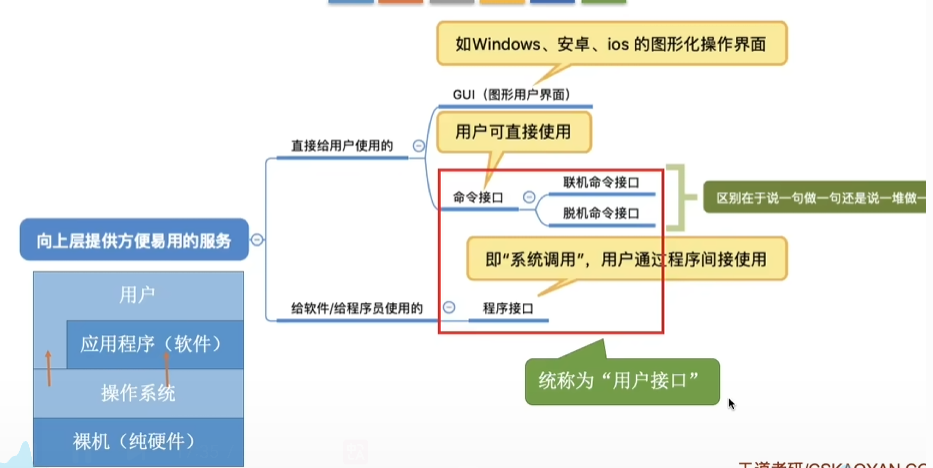 如Windows、安卓、ios 的图形化操作界面
GUI（图形用户界面）
用户可直接使用
直接给用户使用的
联机命令接口
命令接口
区别在于说一句做一句还是说一堆做一
脱机命令接口
向上层提供方便易用的服务
即“系统调用”，用户通过程序间接使用
用户
给软件/给程序员使用的
程序接口
应用程序（软件）
统称为“用户接口”
操作系统
裸机（纯硬件）